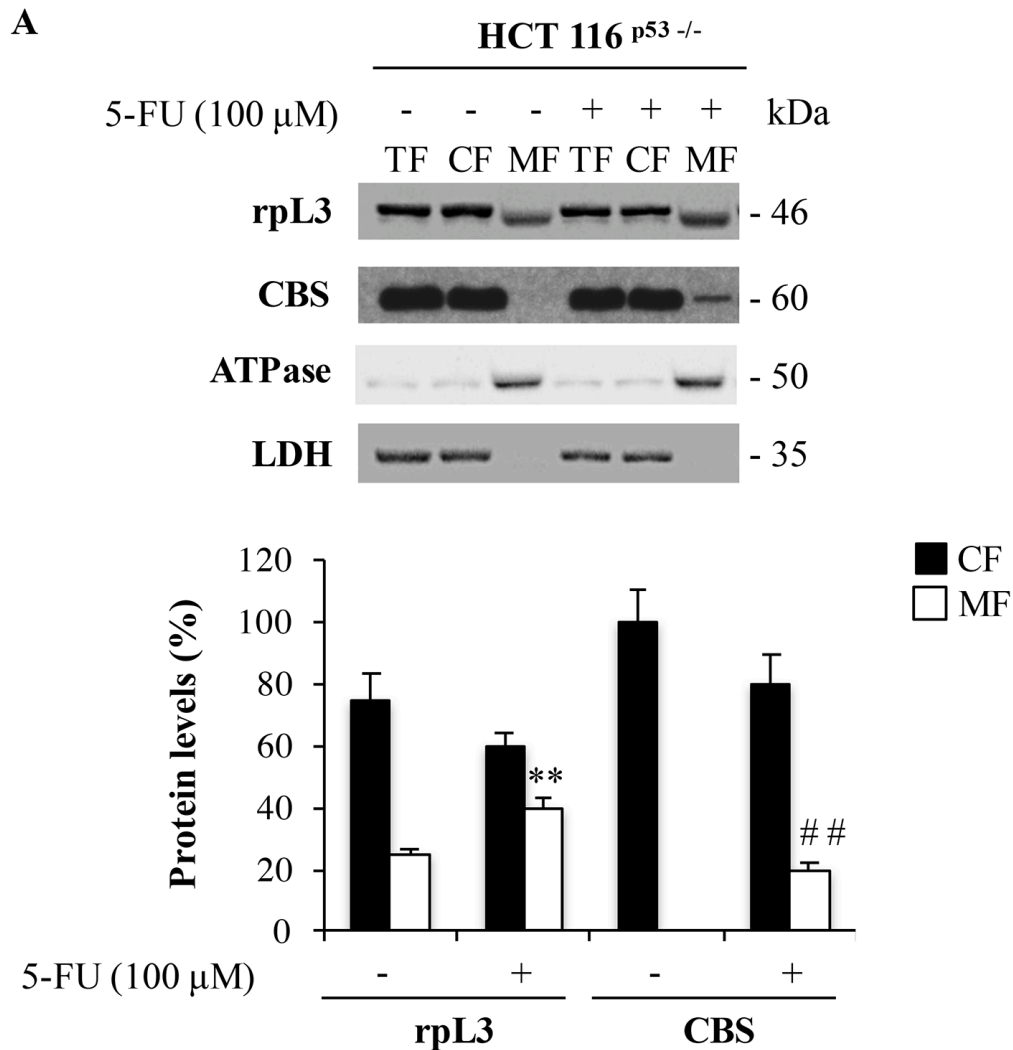 A
HCT 116 p53 -/-
5-FU (100 μM) - - - + + + kDa
TF CF MF TF CF MF
rpL3 - 46
CBS - 60
ATPase - 50
LDH - 35
120
100
80
60
40
20
0
Protein levels (%)
**
# #
CF
MF
5-FU (100 μM) - + - +
rpL3 CBS